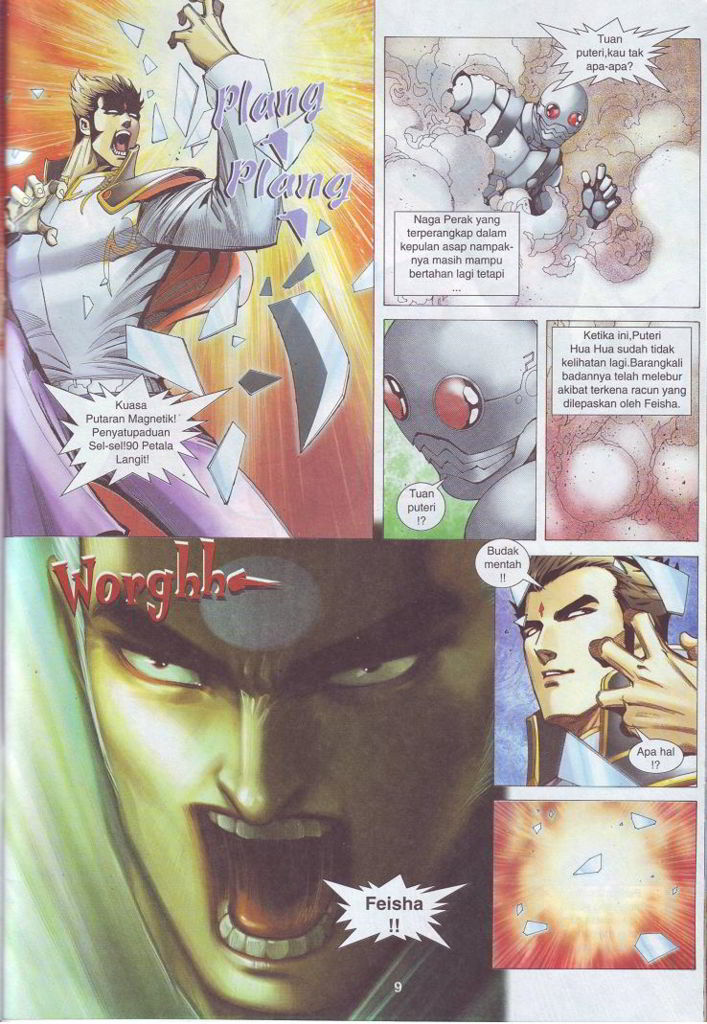 Plang
Plang
Kuasa
Putaran Magnetik!
Penyatupaduan
Sel-sel!90 Petala
Langit!
Tuan
puteri,kau tak
apa-apa?
Naga Perak yang
terperangkap dalam
kepulan asap nampak-
nya masih mampu
bertahan lagi tetapi
...
Tuan
puteri
!?
Ketika ini,Puteri
Hua Hua sudah tidak
kelihatan lagi.Barangkali
badannya telah melebur
akibat terkena racun yang
dilepaskan oleh Feisha.
Worghh
Feisha
!!
Budak
mentah
!!
Apa hal
!?
9